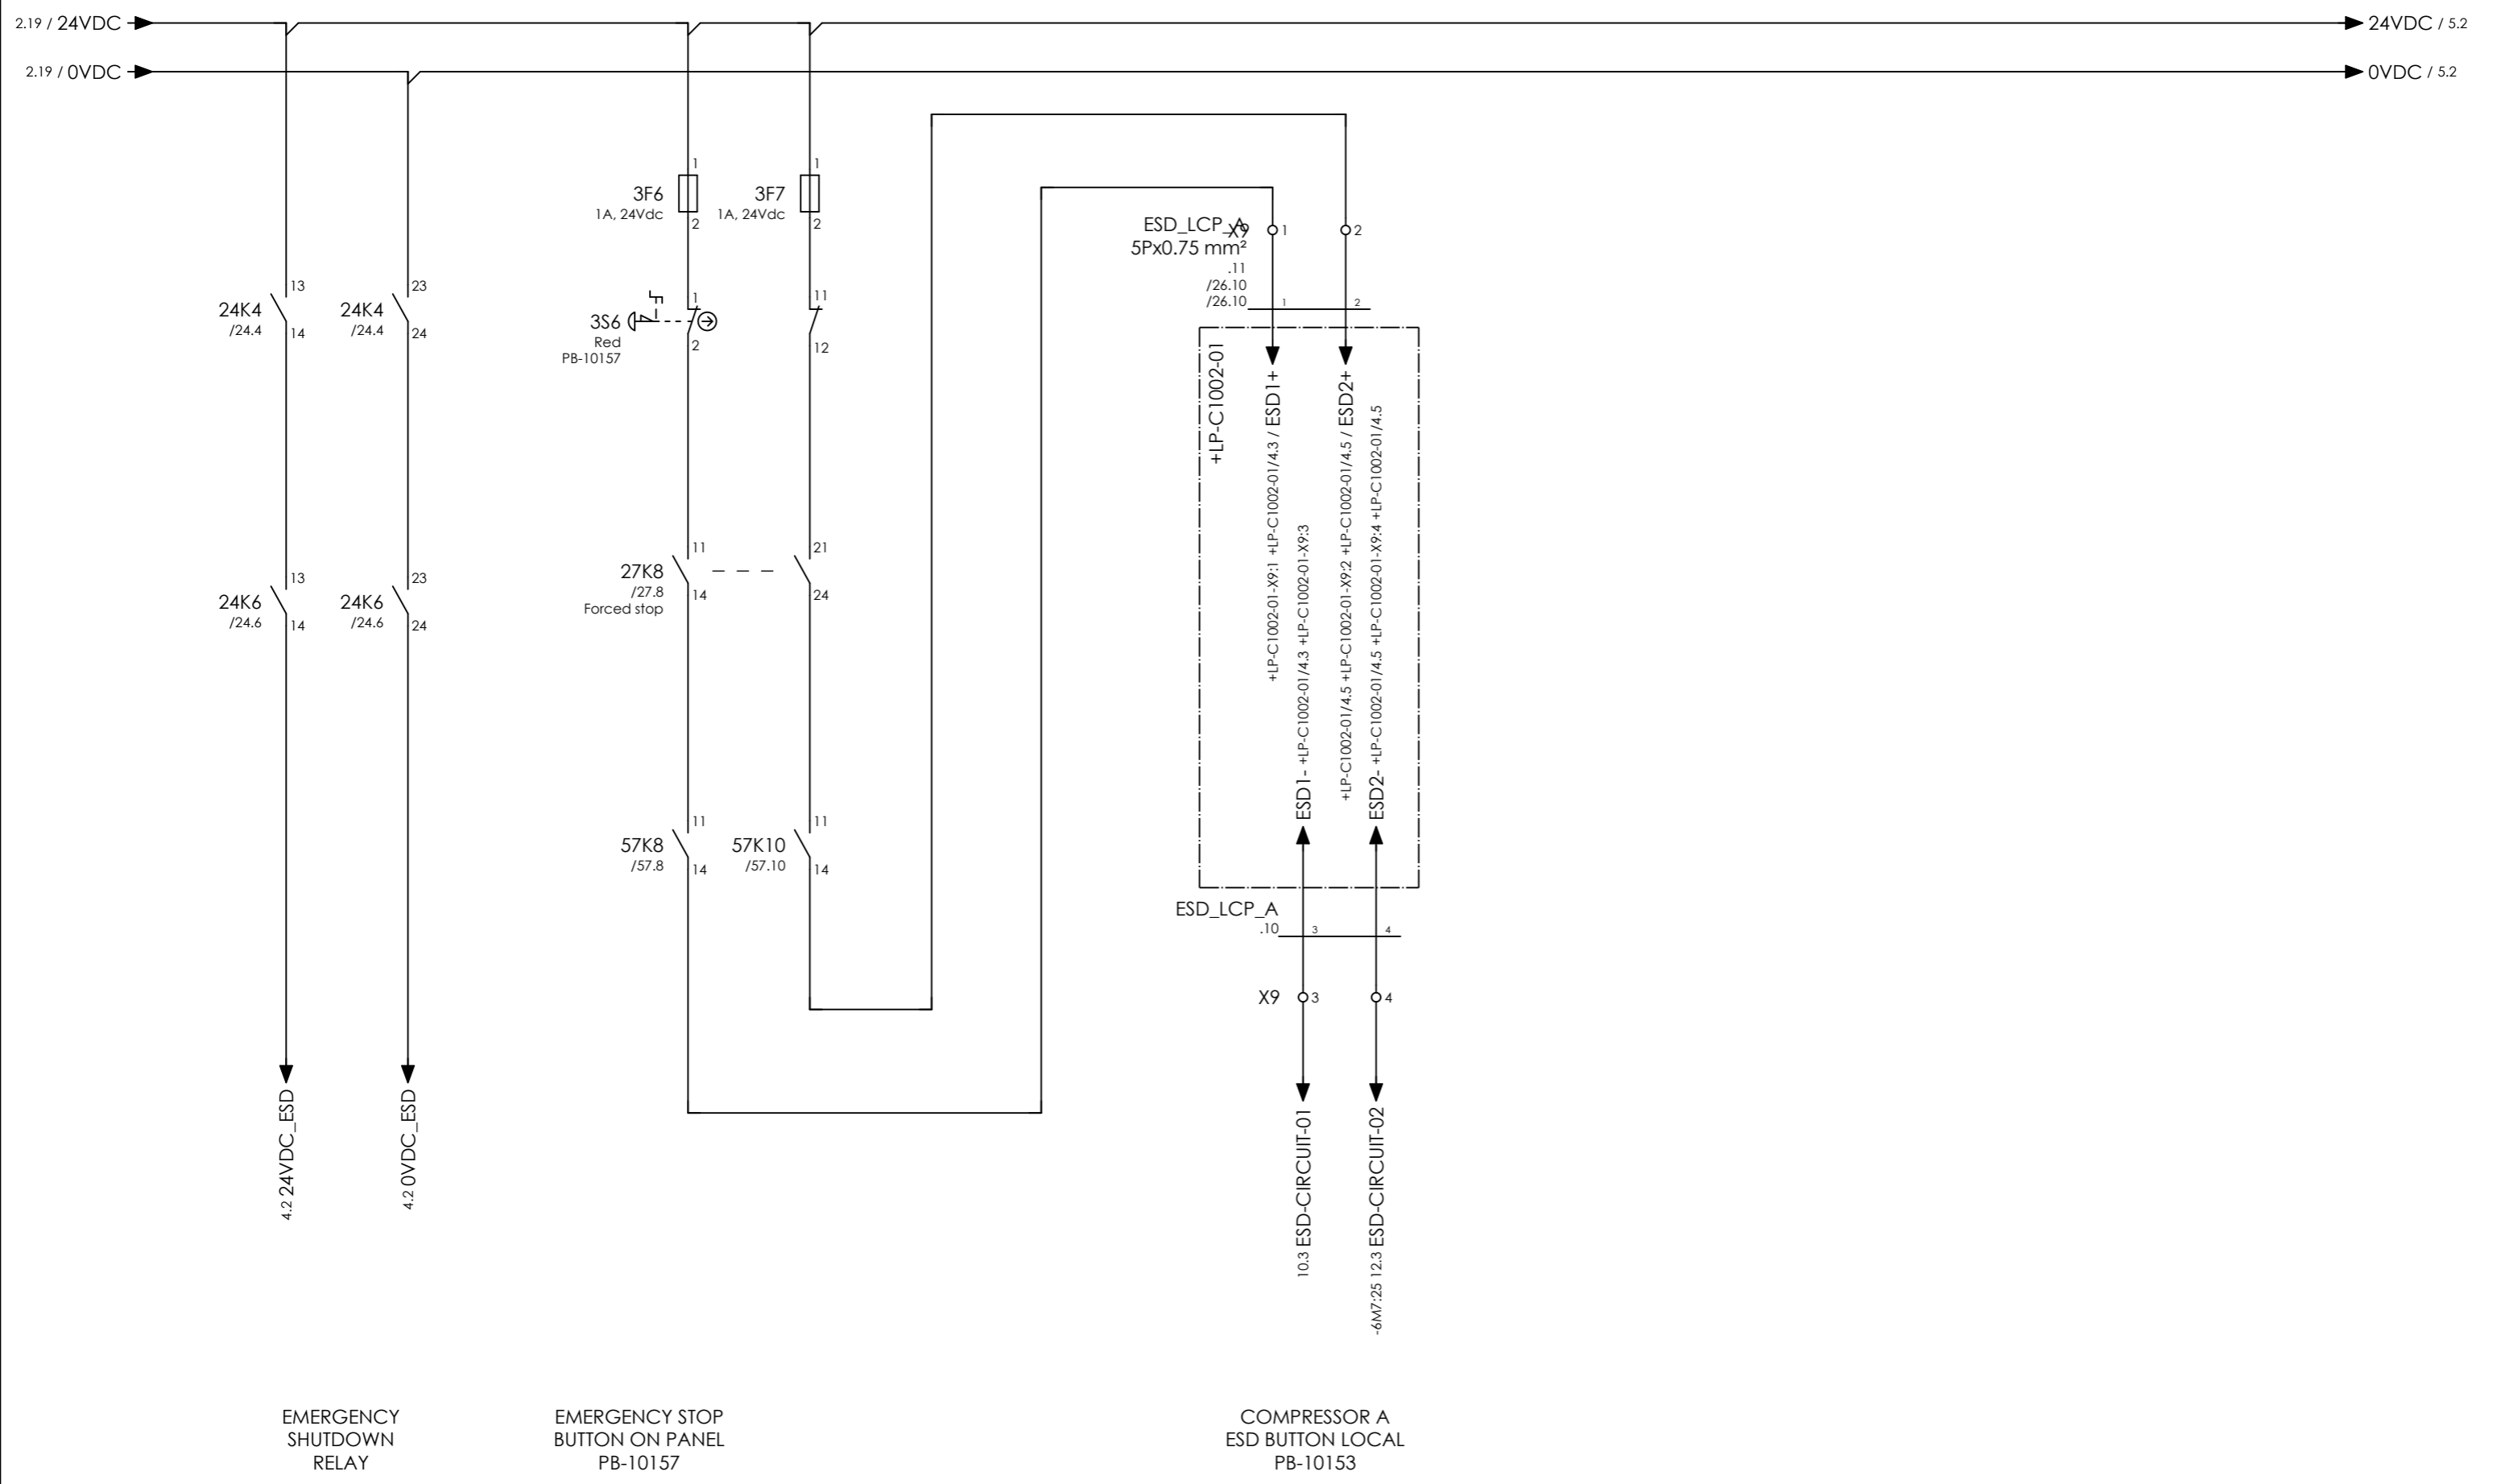 2.19 / 24VDC
24VDC / 5.2
2.19 / 0VDC
0VDC / 5.2
1
3F6
1A, 24Vdc
2
1
3F7
1A, 24Vdc
2
13
24K4
/24.4
14
23
24K4
/24.4
24
1
3S6
Red
PB-10157
2
11
12
13
24K6
/24.6
14
23
24K6
/24.6
24
11
27K8
/27.8
Forced stop
14
21
24
11
57K8
/57.8
14
11
57K10
/57.10
14
4.2 24VDC_ESD
4.2 0VDC_ESD
ESD_LCP_A
X9
1
2
5Px0.75 mm²
.11
/26.10
/26.10
1
2
+LP-C1002-01
+LP-C1002-01-X9:1 +LP-C1002-01/4.3 / ESD1+
ESD1- +LP-C1002-01/4.3 +LP-C1002-01-X9:3
+LP-C1002-01/4.5 +LP-C1002-01-X9:2 +LP-C1002-01/4.5 / ESD2+
ESD2- +LP-C1002-01/4.5 +LP-C1002-01-X9:4 +LP-C1002-01/4.5
ESD_LCP_A
.10
3
4
X9
3
4
10.3 ESD-CIRCUIT-01
-6M7:25 12.3 ESD-CIRCUIT-02
EMERGENCY
SHUTDOWN
RELAY
EMERGENCY STOP
BUTTON ON PANEL
PB-10157
COMPRESSOR A
ESD BUTTON LOCAL
PB-10153